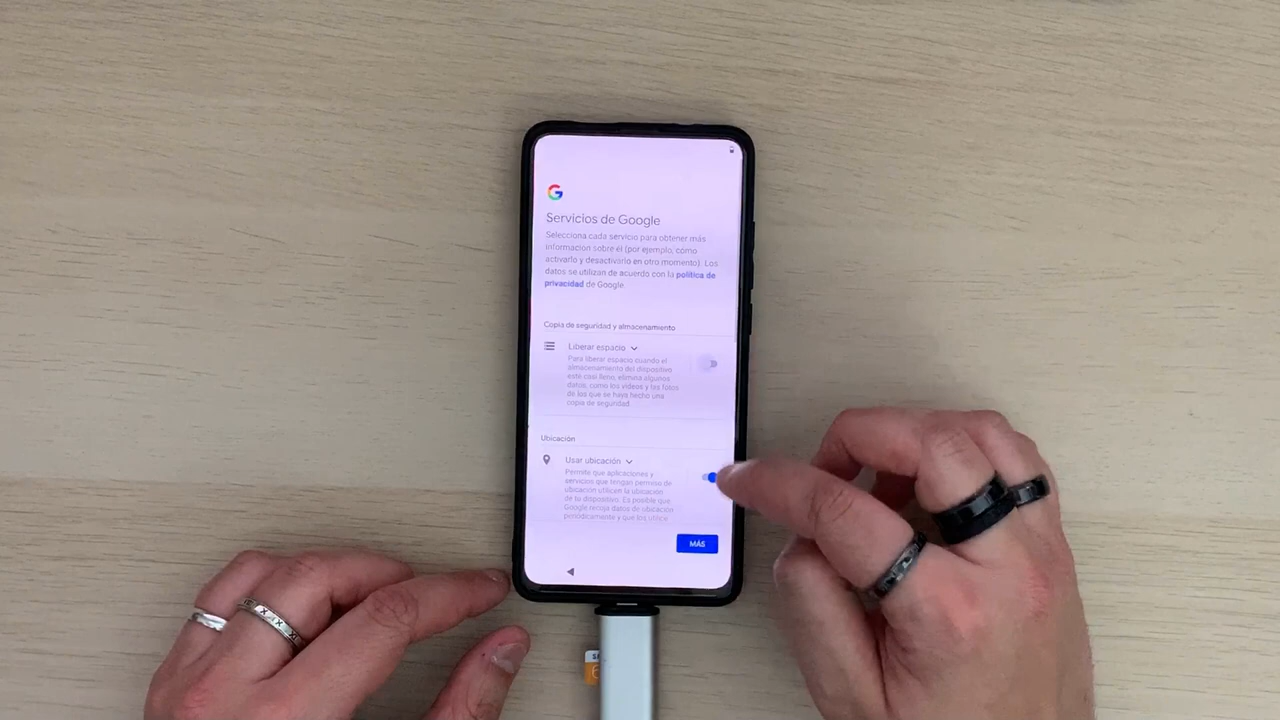 Servicios de Google
Selecciona cada servicio para obtener más
información sobre él (por ejemplo, cómo
activarlo y desactivarlo en otro momento). Los
datos se utilizan de acuerdo con la política de
privacidad de Google.
Copia de seguridad y almacenamiento
Liberar espacio
Para liberar espacio cuando el
almacenamiento del dispositivo
esté casi lleno, elimina algunos
datos, como los vídeos y las fotos
de los que se haya hecho una
copia de seguridad.
Ubicación
Usar ubicación
Permite que aplicaciones y
servicios que tengan permiso de
ubicación utilicen la ubicación
de tu dispositivo. Es posible que
Google recoja datos de ubicación
periódicamente y que los utilice
MÁS